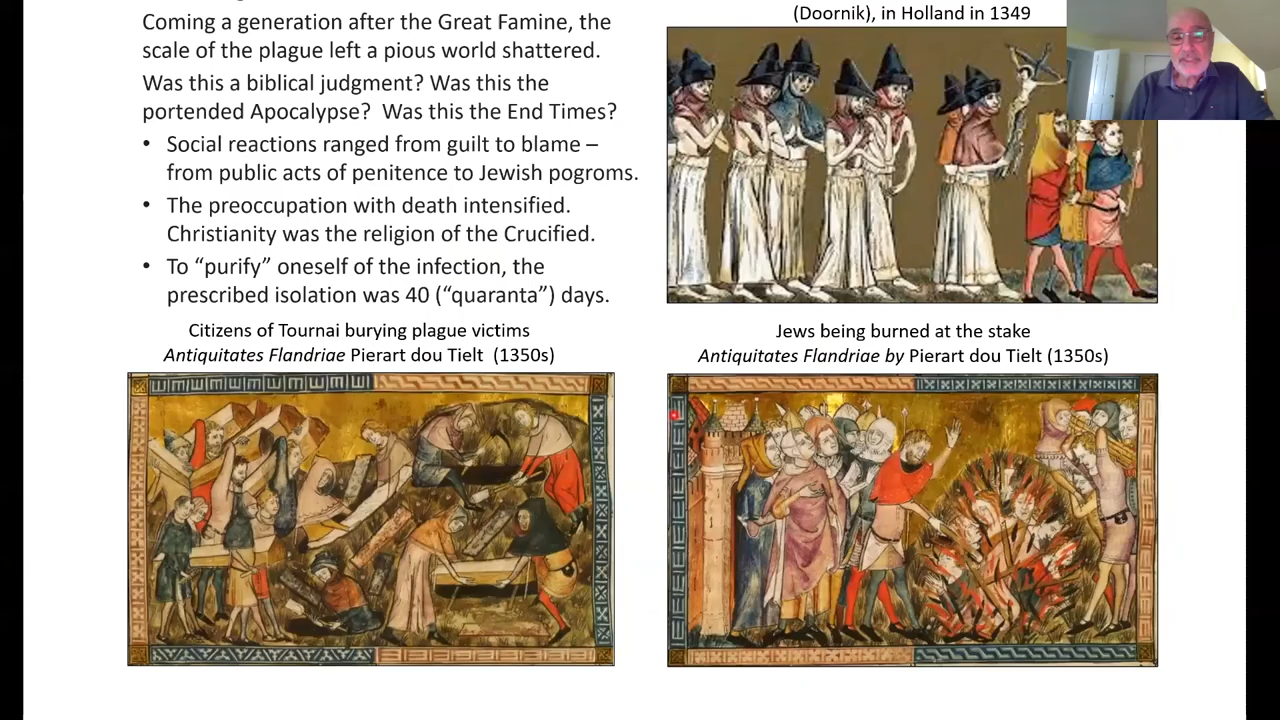 Coming a generation after the Great Famine, the
scale of the plague left a pious world shattered.
Was this a biblical judgment? Was this the
portended Apocalypse?  Was this the End Times?
• Social reactions ranged from guilt to blame –
from public acts of penitence to Jewish pogroms.
• The preoccupation with death intensified.
Christianity was the religion of the Crucified.
• To “purify” oneself of the infection, the
prescribed isolation was 40 (“quaranta”) days.
(Doornik), in Holland in 1349
Citizens of Tournai burying plague victims
Antiquitates Flandriae Pierart dou Tielt  (1350s)
Jews being burned at the stake
Antiquitates Flandriae by Pierart dou Tielt (1350s)